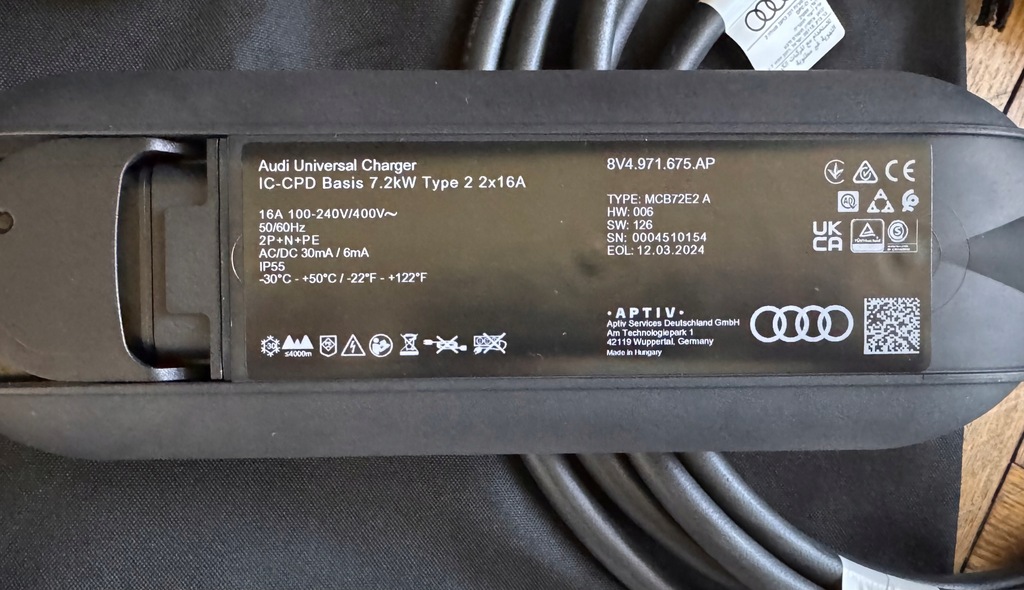 Audi Universal Charger
IC-CPD Basis 7.2kW Type 2 2x16A
16A 100-240V/400V~
50/60Hz
2P+N+PE
AC/DC 30mA / 6mA
IP55
-30°C - +50°C / -22°F - +122°F
≤4000m
8V4.971.675.AP
TYPE: MCB72E2 A
HW: 006
SW: 126
SN: 0004510154
EOL: 12.03.2024
CE
UK
CA
·APTIV·
Aptiv Services Deutschland GmbH
Am Technologiepark 1
42119 Wuppertal, Germany
Made in Hungary